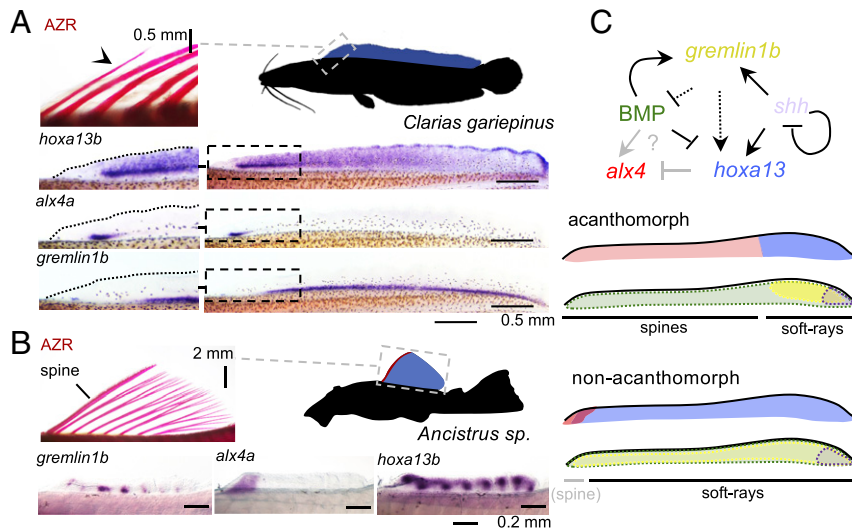 A
AZR
0.5 mm
Clarias gariepinus
hoxa13b
alx4a
gremlin1b
0.5 mm
B
AZR
spine
2 mm
Ancistrus sp.
gremlin1b
alx4a
hoxa13b
0.2 mm
C
gremlin1b
BMP
shh
?
alx4
hoxa13
acanthomorph
spines
soft-rays
non-acanthomorph
(spine)
soft-rays